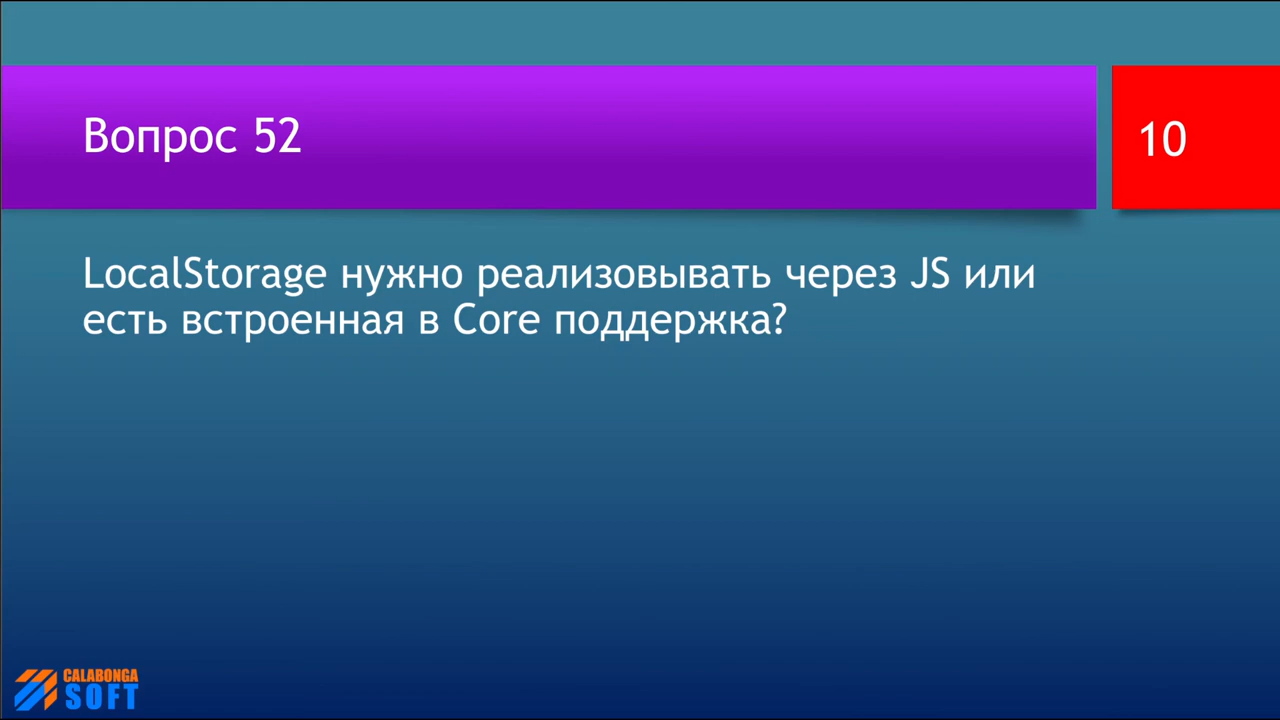 Вопрос 52
10
LocalStorage нужно реализовывать через JS или
есть встроенная в Core поддержка?
CALABONGA
SOFT